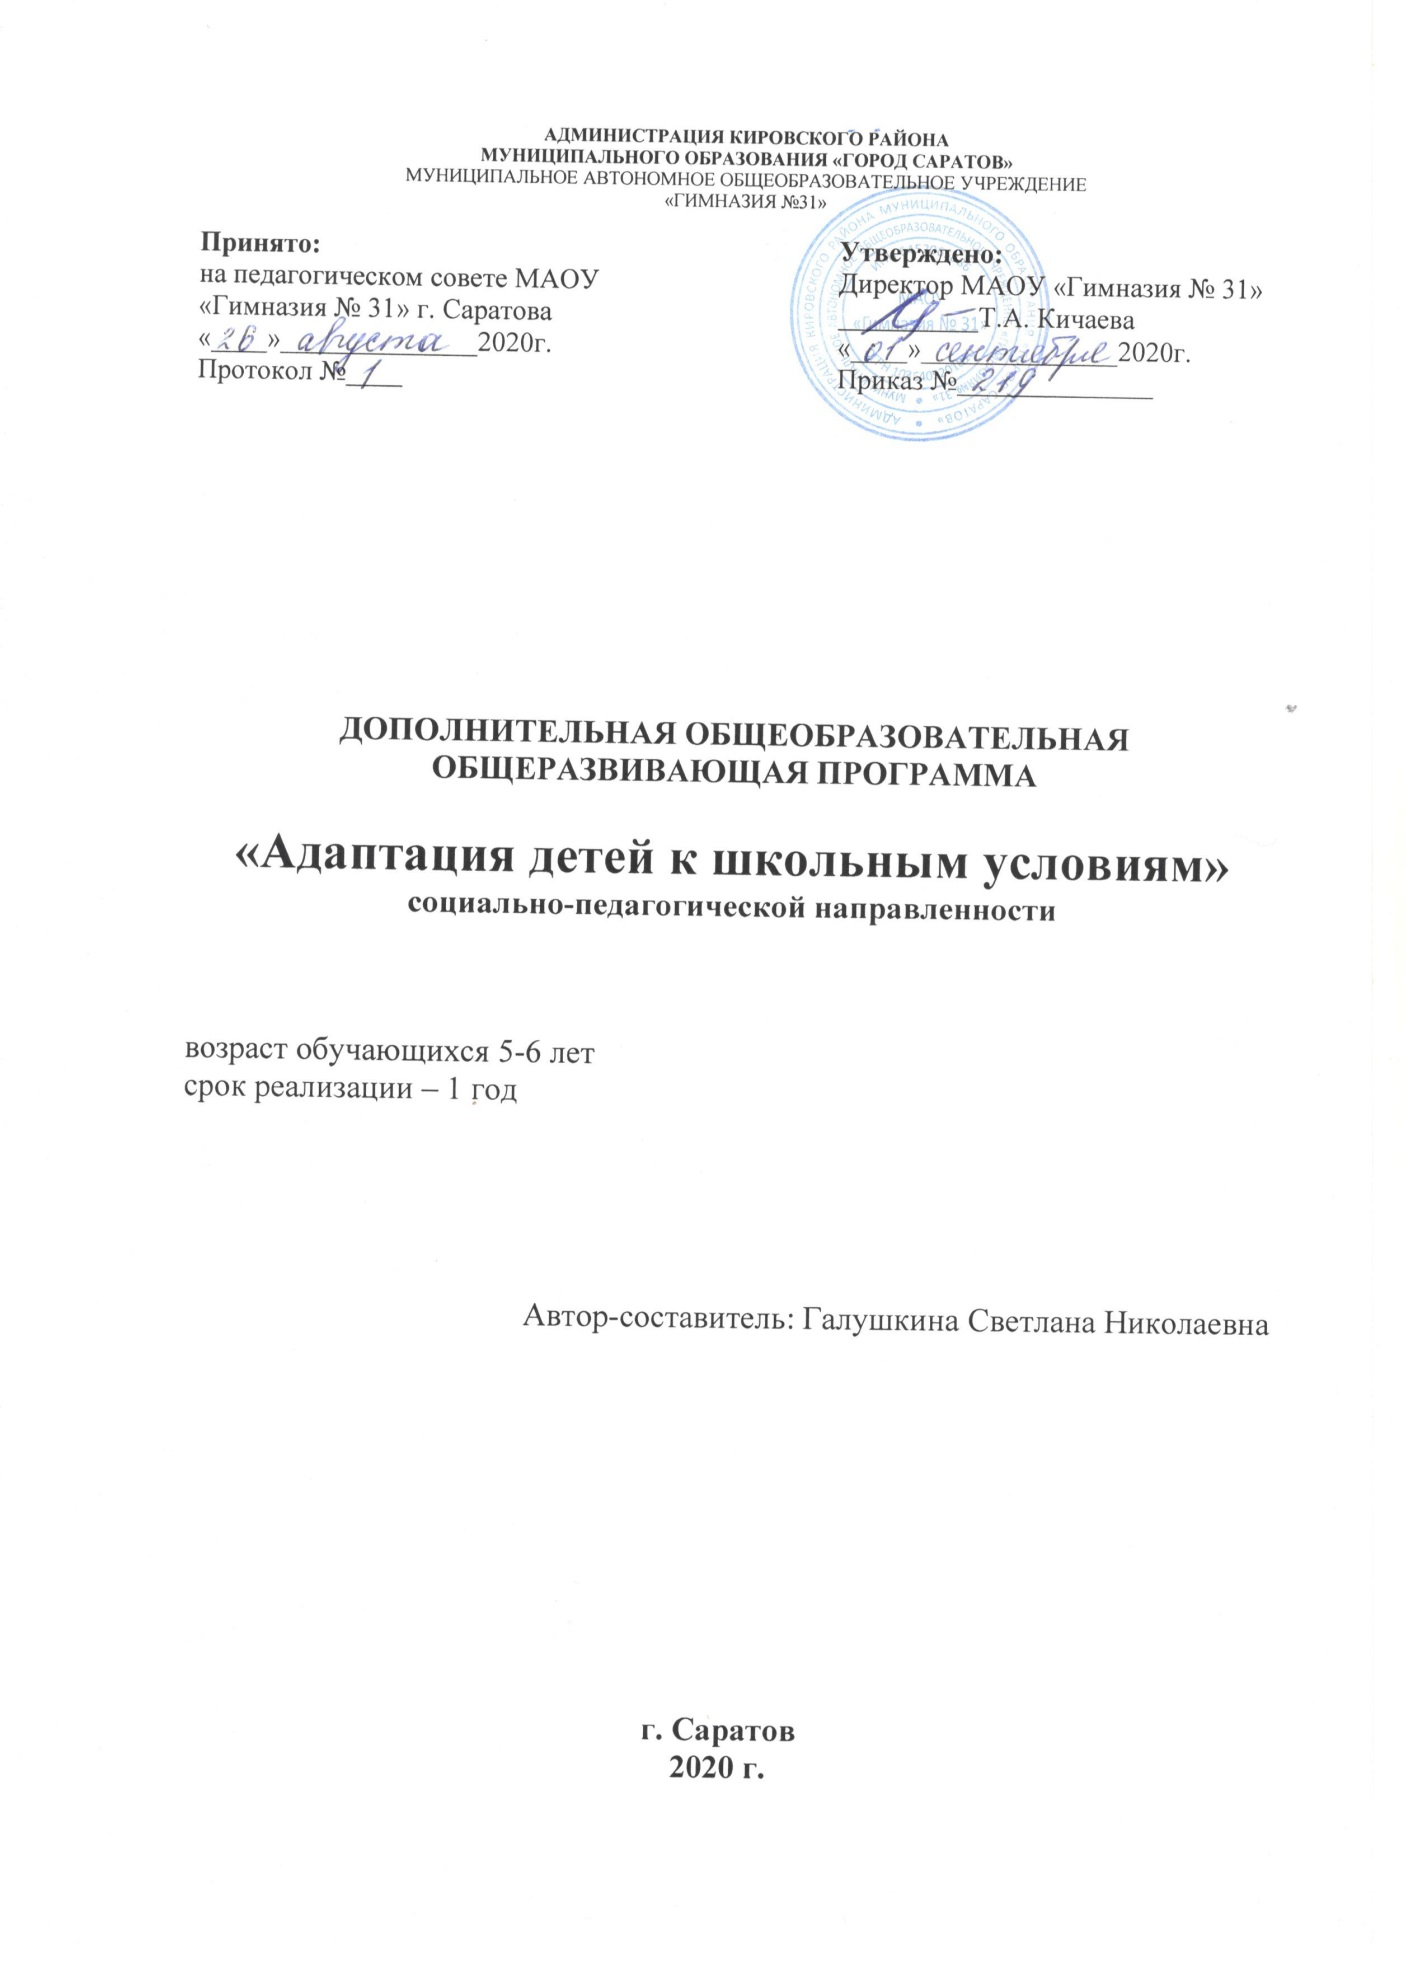 АДМИНИСТРАЦИЯ КИРОВСКОГО РАЙОНА
МУНИЦИПАЛЬНОГО ОБРАЗОВАНИЯ «ГОРОД САРАТОВ»
МУНИЦИПАЛЬНОЕ АВТОНОМНОЕ ОБЩЕОБРАЗОВАТЕЛЬНОЕ УЧРЕЖДЕНИЕ
«ГИМНАЗИЯ №31»
Принято:
на педагогическом совете МАОУ
«Гимназия № 31» г. Саратова
«26» августа 2020г.
Протокол № 1
Утверждено:
Директор МАОУ «Гимназия № 31»
Т.А. Кичаева
«01» сентября 2020г.
Приказ № 219
ДОПОЛНИТЕЛЬНАЯ ОБЩЕОБРАЗОВАТЕЛЬНАЯ
ОБЩЕРАЗВИВАЮЩАЯ ПРОГРАММА
«Адаптация детей к школьным условиям»
социально-педагогической направленности
возраст обучающихся 5-6 лет
срок реализации – 1 год
Автор-составитель: Галушкина Светлана Николаевна
г. Саратов
2020 г.